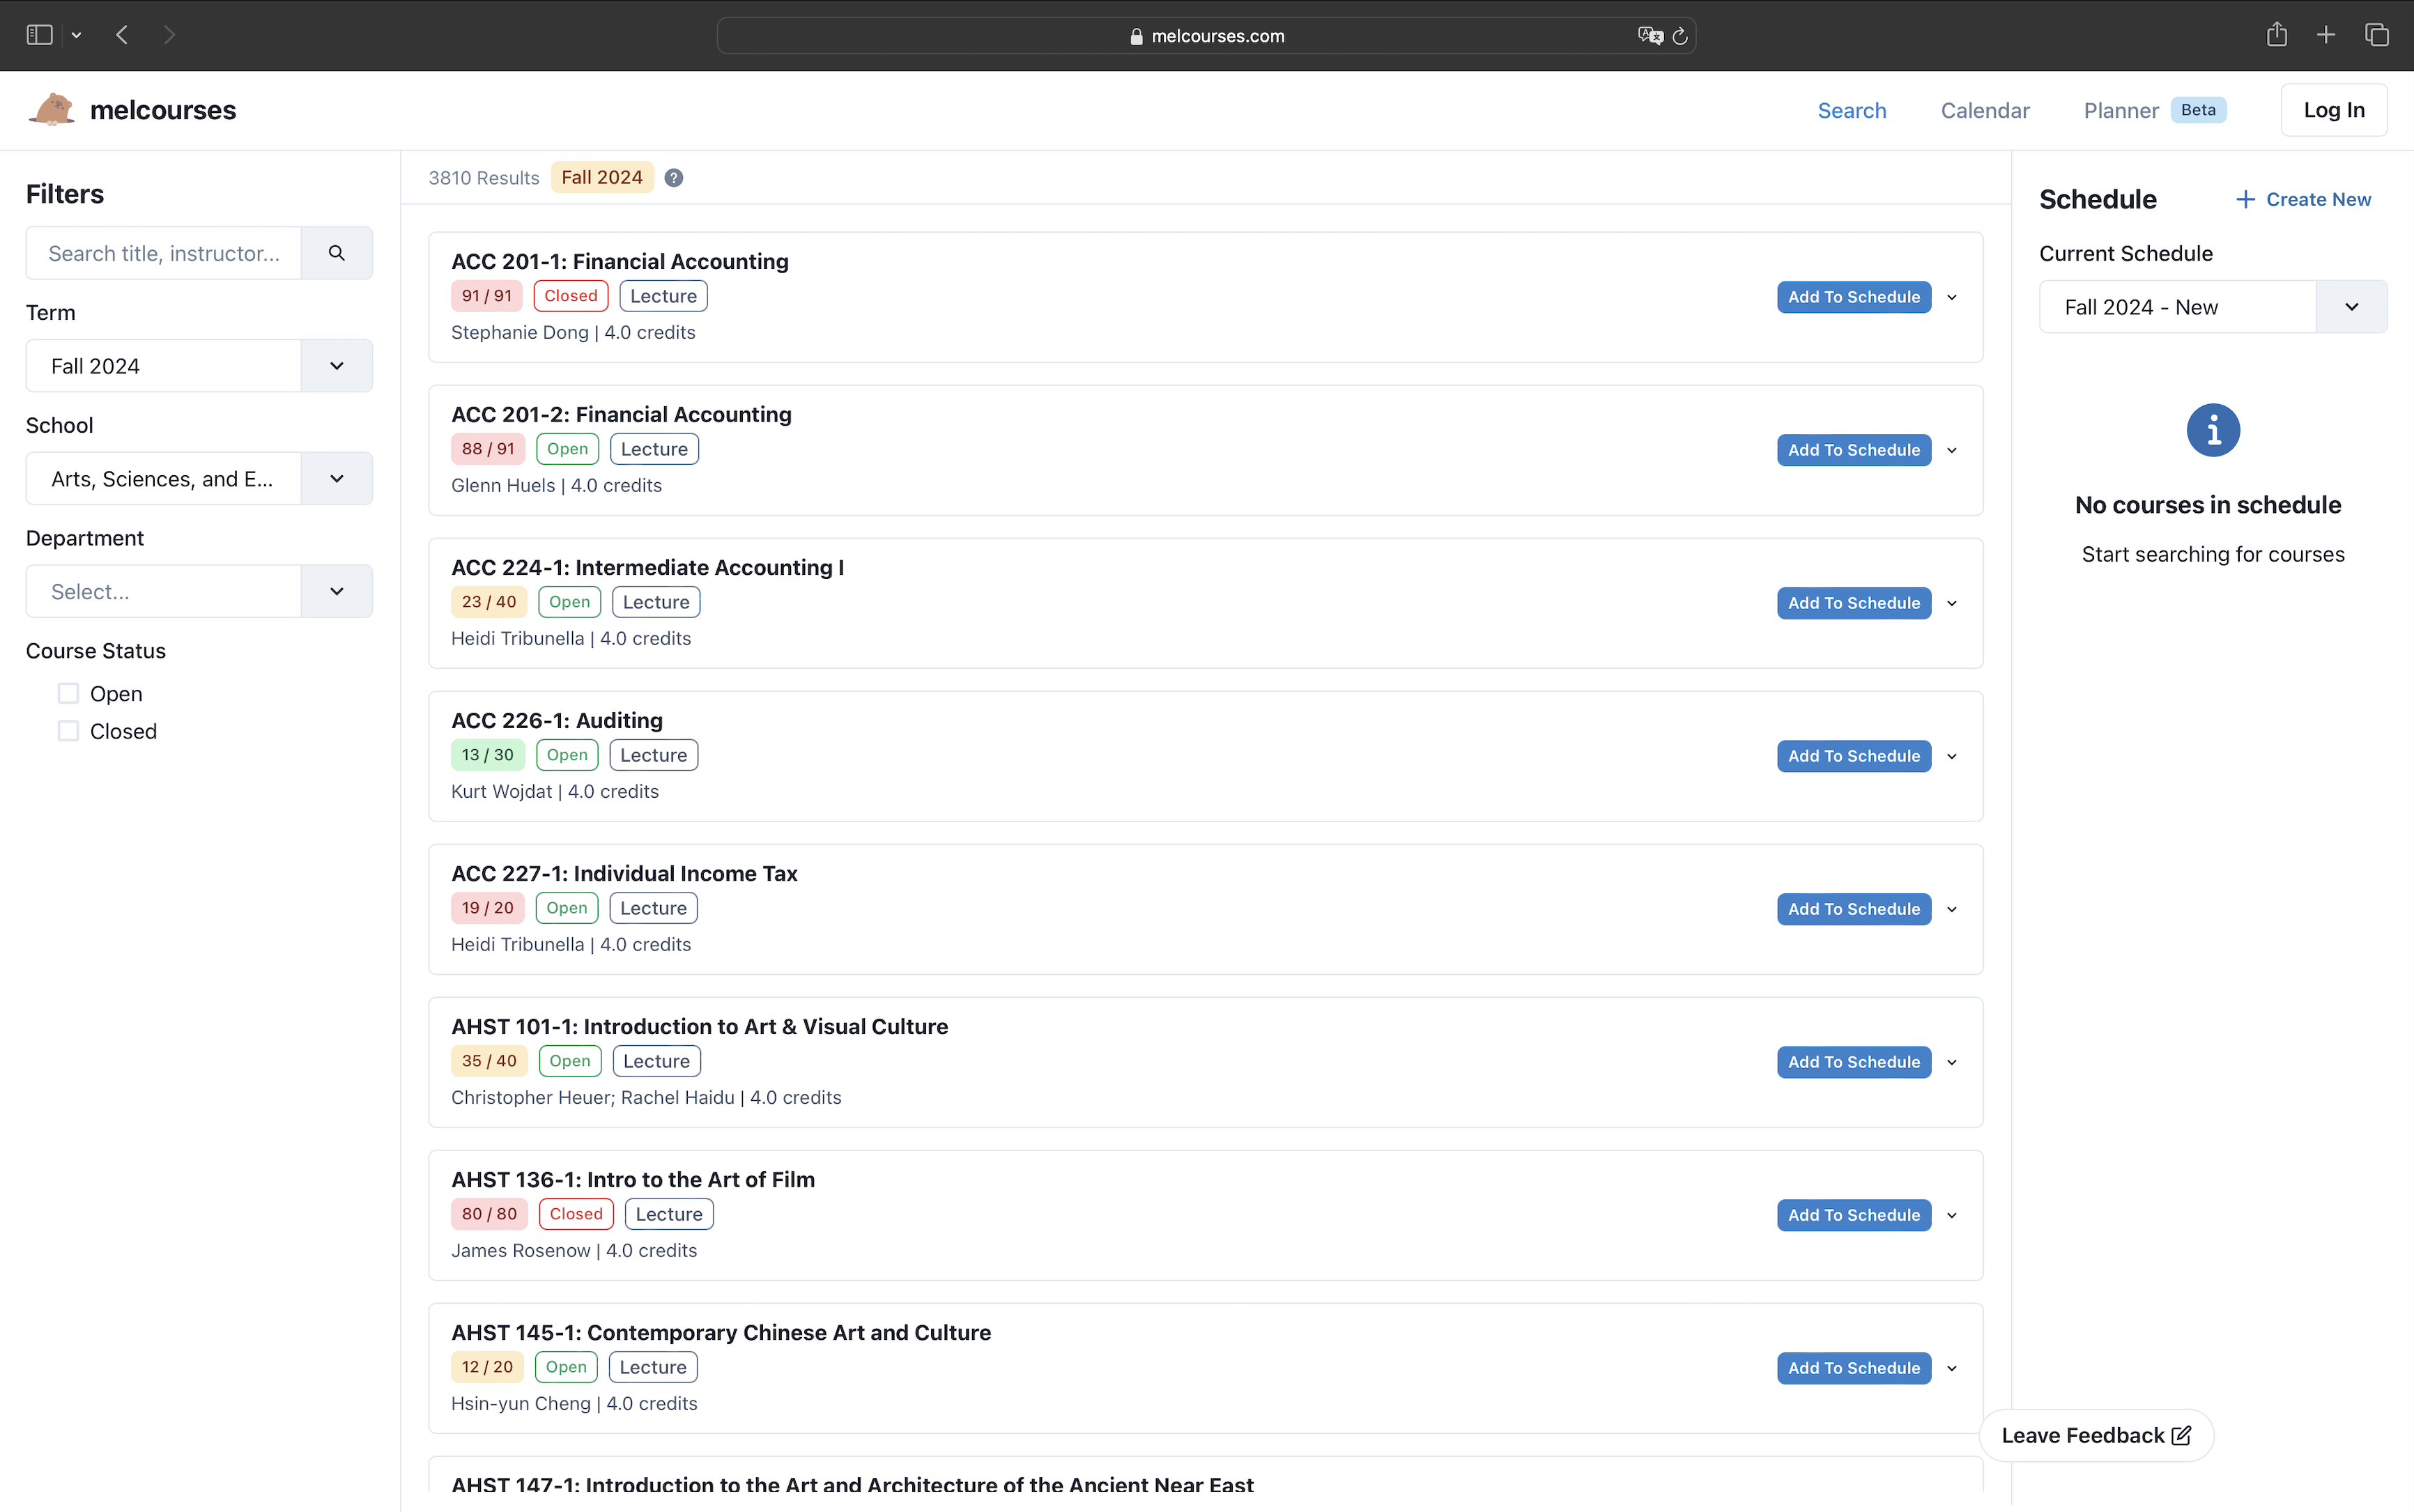 melcourses.com
melcourses
Search
Calendar
Planner Beta
Log In
Filters
Search title, instructor...
Term
Fall 2024
School
Arts, Sciences, and E...
Department
Select...
Course Status
Open
Closed
3810 Results Fall 2024 ?
ACC 201-1: Financial Accounting
91 / 91 Closed Lecture
Stephanie Dong | 4.0 credits
Add To Schedule
ACC 201-2: Financial Accounting
88 / 91 Open Lecture
Glenn Huels | 4.0 credits
Add To Schedule
ACC 224-1: Intermediate Accounting I
23 / 40 Open Lecture
Heidi Tribunella | 4.0 credits
Add To Schedule
ACC 226-1: Auditing
13 / 30 Open Lecture
Kurt Wojdat | 4.0 credits
Add To Schedule
ACC 227-1: Individual Income Tax
19 / 20 Open Lecture
Heidi Tribunella | 4.0 credits
Add To Schedule
AHST 101-1: Introduction to Art & Visual Culture
35 / 40 Open Lecture
Christopher Heuer; Rachel Haidu | 4.0 credits
Add To Schedule
AHST 136-1: Intro to the Art of Film
80 / 80 Closed Lecture
James Rosenow | 4.0 credits
Add To Schedule
AHST 145-1: Contemporary Chinese Art and Culture
12 / 20 Open Lecture
Hsin-yun Cheng | 4.0 credits
Add To Schedule
AHST 147-1: Introduction to the Art and Architecture of the Ancient Near East
Schedule
+ Create New
Current Schedule
Fall 2024 - New
No courses in schedule
Start searching for courses
Leave Feedback